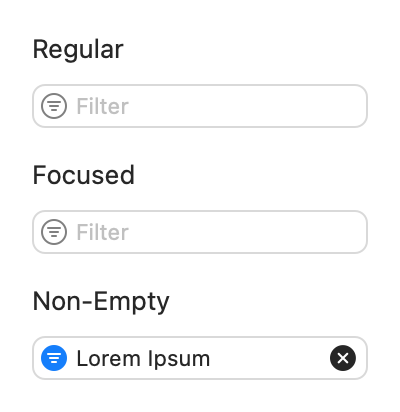 Regular
Filter
Focused
Filter
Non-Empty
Lorem Ipsum